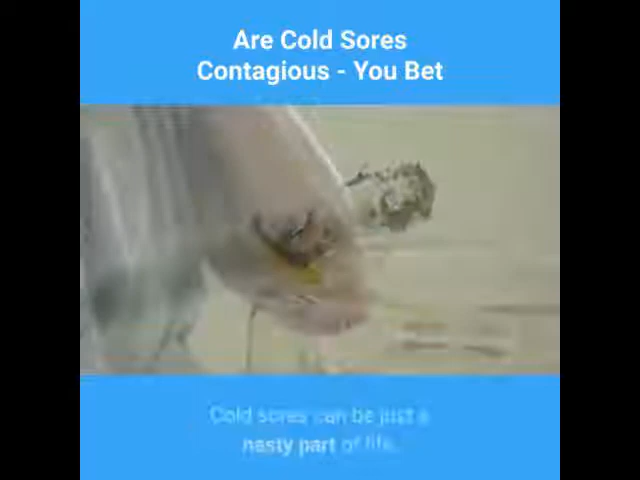 Are Cold Sores
Contagious - You Bet
Cold sores can be just a
nasty part of life.